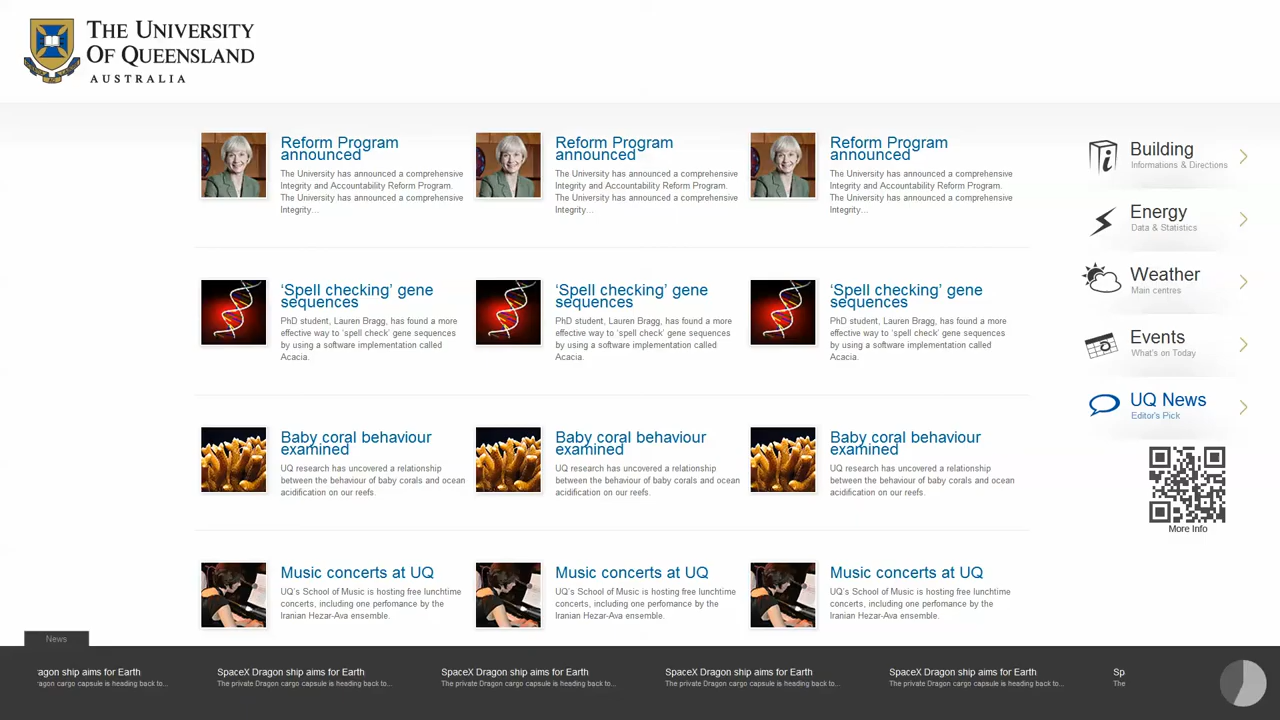 THE UNIVERSITY
OF QUEENSLAND
AUSTRALIA
Reform Program
announced
The University has announced a comprehensive
Integrity and Accountability Reform Program.
The University has announced a comprehensive
Integrity...
Reform Program
announced
The University has announced a comprehensive
Integrity and Accountability Reform Program.
The University has announced a comprehensive
Integrity...
Reform Program
announced
The University has announced a comprehensive
Integrity and Accountability Reform Program.
The University has announced a comprehensive
Integrity...
‘Spell checking’ gene
sequences
PhD student, Lauren Bragg, has found a more
effective way to ‘spell check’ gene sequences
by using a software implementation called
Acacia.
‘Spell checking’ gene
sequences
PhD student, Lauren Bragg, has found a more
effective way to ‘spell check’ gene sequences
by using a software implementation called
Acacia.
‘Spell checking’ gene
sequences
PhD student, Lauren Bragg, has found a more
effective way to ‘spell check’ gene sequences
by using a software implementation called
Acacia.
Baby coral behaviour
examined
UQ research has uncovered a relationship
between the behaviour of baby corals and ocean
acidification on our reefs.
Baby coral behaviour
examined
UQ research has uncovered a relationship
between the behaviour of baby corals and ocean
acidification on our reefs.
Baby coral behaviour
examined
UQ research has uncovered a relationship
between the behaviour of baby corals and ocean
acidification on our reefs.
Music concerts at UQ
UQ’s School of Music is hosting free lunchtime
concerts, including one perfomance by the
Iranian Hezar-Ava ensemble.
Music concerts at UQ
UQ’s School of Music is hosting free lunchtime
concerts, including one perfomance by the
Iranian Hezar-Ava ensemble.
Music concerts at UQ
UQ’s School of Music is hosting free lunchtime
concerts, including one perfomance by the
Iranian Hezar-Ava ensemble.
Building
Informations & Directions
Energy
Data & Statistics
Weather
Main centres
Events
What's on Today
UQ News
Editor's Pick
More Info
News
ragon ship aims for Earth
ragon cargo capsule is heading back to...
SpaceX Dragon ship aims for Earth
The private Dragon cargo capsule is heading back to...
SpaceX Dragon ship aims for Earth
The private Dragon cargo capsule is heading back to...
SpaceX Dragon ship aims for Earth
The private Dragon cargo capsule is heading back to...
SpaceX Dragon ship aims for Earth
The private Dragon cargo capsule is heading back to...
Sp
The